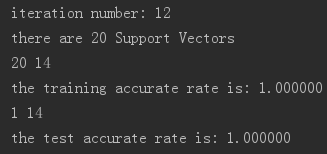 iteration number: 12
there are 20 Support Vectors
20 14
the training accurate rate is: 1.000000
1 14
the test accurate rate is: 1.000000